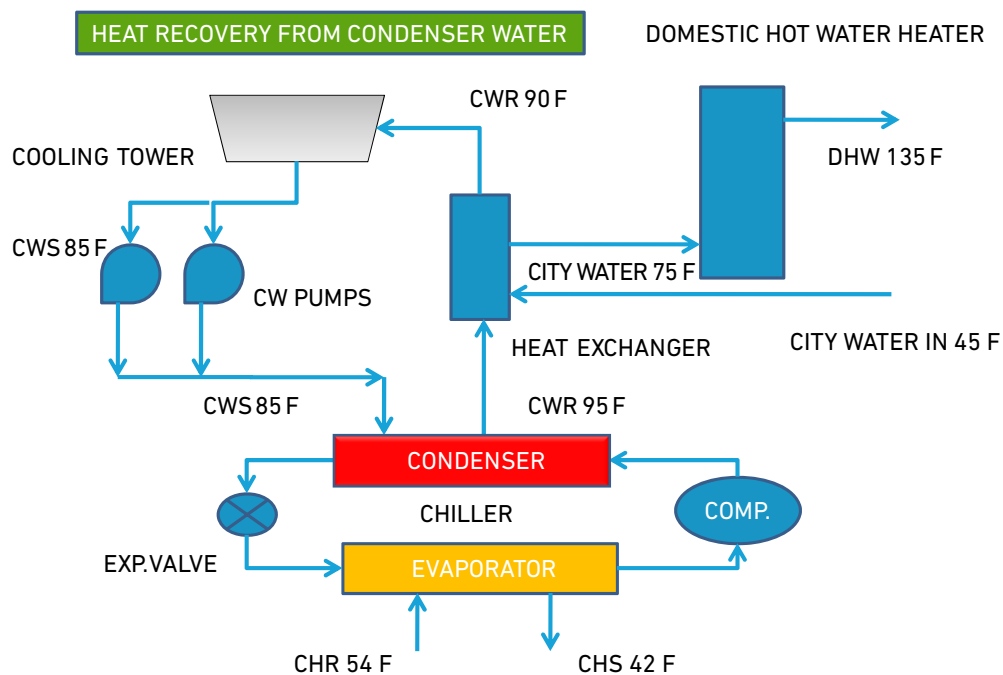 HEAT RECOVERY FROM CONDENSER WATER
DOMESTIC HOT WATER HEATER
CWR 90 F
COOLING TOWER
DHW 135 F
CWS 85 F
CITY WATER 75 F
CW PUMPS
HEAT EXCHANGER
CITY WATER IN 45 F
CWS 85 F
CWR 95 F
CONDENSER
CHILLER
COMP.
EXP.VALVE
EVAPORATOR
CHR 54 F
CHS 42 F